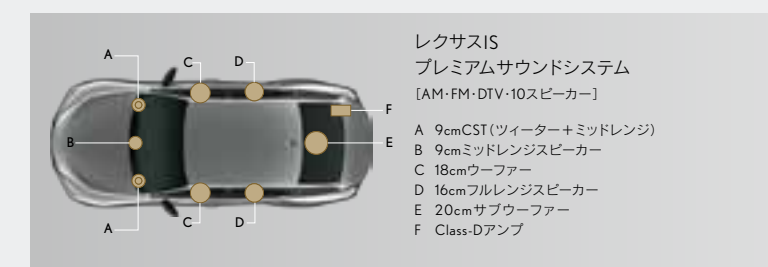 レクサスIS
プレミアムサウンドシステム
［AM・FM・DTV・10スピーカー］
A 9cmCST（ツィーター＋ミッドレンジ）
B 9cmミッドレンジスピーカー
C 18cmウーファー
D 16cmフルレンジスピーカー
E 20cmサブウーファー
F Class-Dアンプ
A
C
D
F
B
E
A
C
D